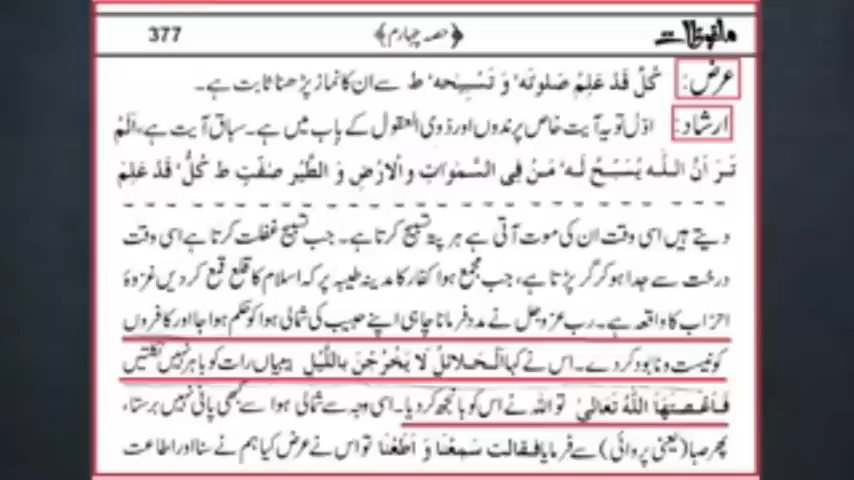 ملفوظات ﴿حصہ چہارم﴾ 377
عرض: كُلٌّ قَدْ عَلِمَ صَلٰوتَهٗ وَ تَسْبِيْحَهٗ ط سے ان کا نماز پڑھنا ثابت ہے۔
ارشاد: اوّل تو یہ آیت خاص پرندوں اور ذوی العقول کے باب میں ہے۔ سباق آیت ہے، اَلَمْ
تَرَ اَنَّ اللّٰهَ يُسَبِّحُ لَهٗ مَنْ فِى السَّمٰوَاتِ وَالْاَرْضِ وَ الطَّيْرُ صٰفّٰتٍ ط كُلٌّ قَدْ عَلِمَ
دیتے ہیں اسی وقت ان کی موت آتی ہے ہر پتہ تسبیح کرتا ہے۔ جب تسبیح غفلت کرتا ہے اسی وقت
درخت سے جدا ہو کر گر پڑتا ہے، جب مجمع ہوا کفار کا مدینہ طیبہ پر کہ اسلام کا قلع قمع کر دیں غزوۂ
احزاب کا واقعہ ہے۔ رب عزوجل نے مدد فرمانا چاہی اپنے حبیب کی شمالی ہوا کو حکم ہوا جا اور کافروں
کو نیست و نابود کر دے۔ اس نے کہا اَلْحَلَائِلُ لَا يَخْرُجْنَ بِاللَّيْلِ بیبیاں رات کو باہر نہیں نکلتیں
فَاَعْقَمَهَا اللّٰهُ تَعَالٰى تو اللہ نے اس کو بانجھ کر دیا۔ اسی وجہ سے شمالی ہوا سے کبھی پانی نہیں برستا،
پھر صبا (یعنی پروائی) سے فرمایا فقالت سَمِعْنَا وَ اَطَعْنَا تو اس نے عرض کیا ہم نے سنا اور اطاعت